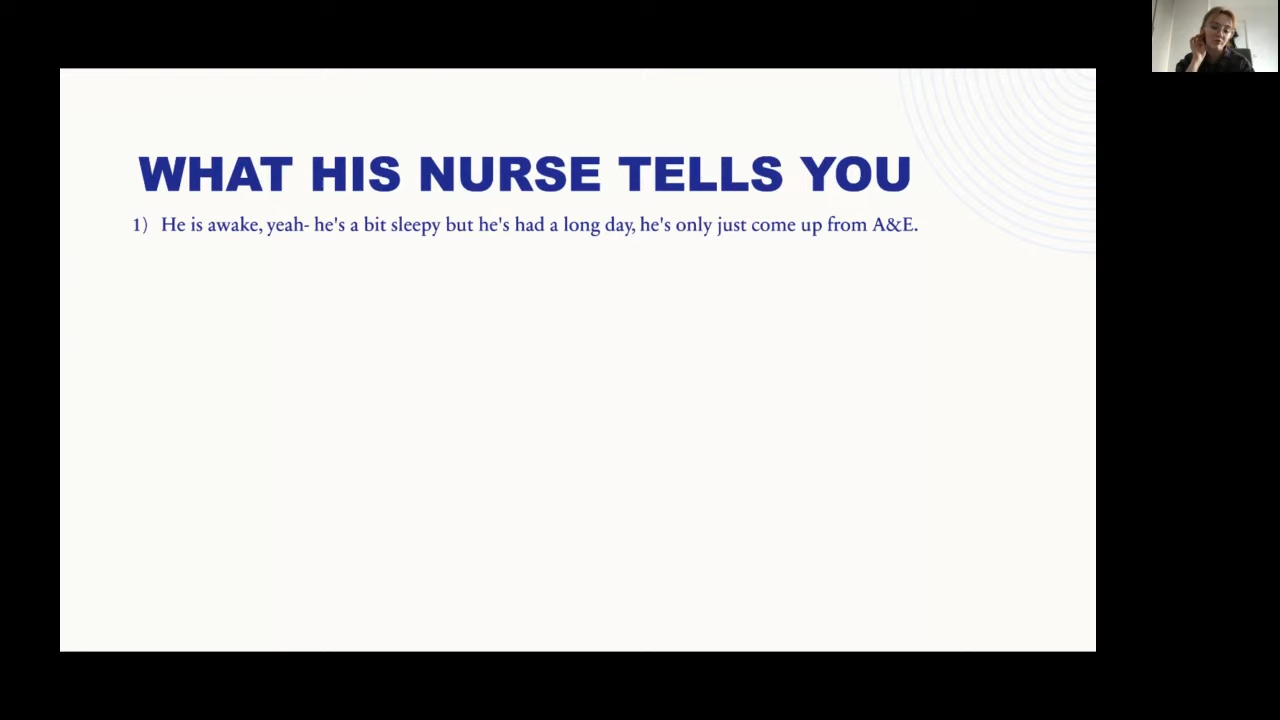 WHAT HIS NURSE TELLS YOU
1) He is awake, yeah- he's a bit sleepy but he's had a long day, he's only just come up from A&E.